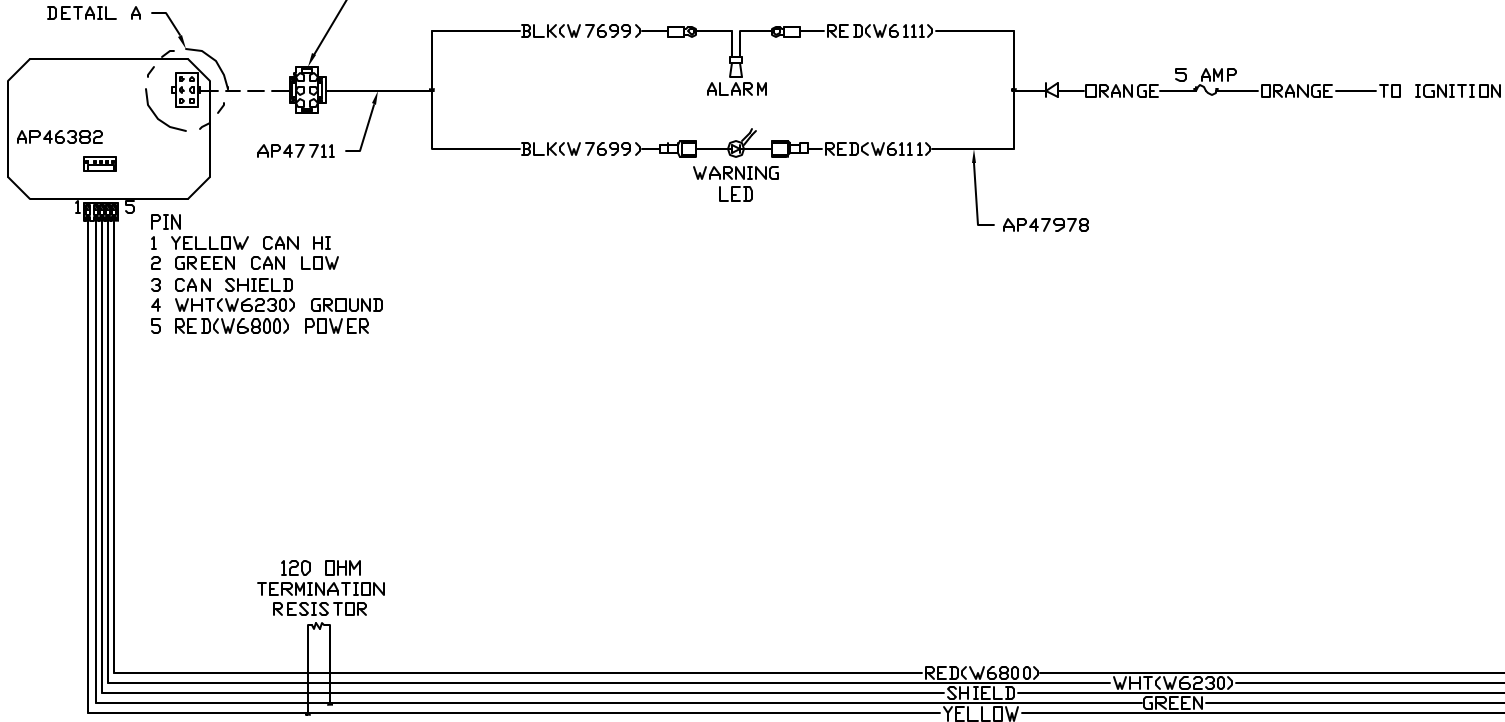 DETAIL A
BLK(W7699)
RED(W6111)
ALARM
5 AMP
ORANGE
ORANGE
TO IGNITION
AP46382
AP47711
BLK(W7699)
RED(W6111)
WARNING
LED
AP47978
1
5
PIN
1 YELLOW CAN HI
2 GREEN CAN LOW
3 CAN SHIELD
4 WHT(W6230) GROUND
5 RED(W6800) POWER
120 OHM
TERMINATION
RESISTOR
RED(W6800)
WHT(W6230)
SHIELD
GREEN
YELLOW